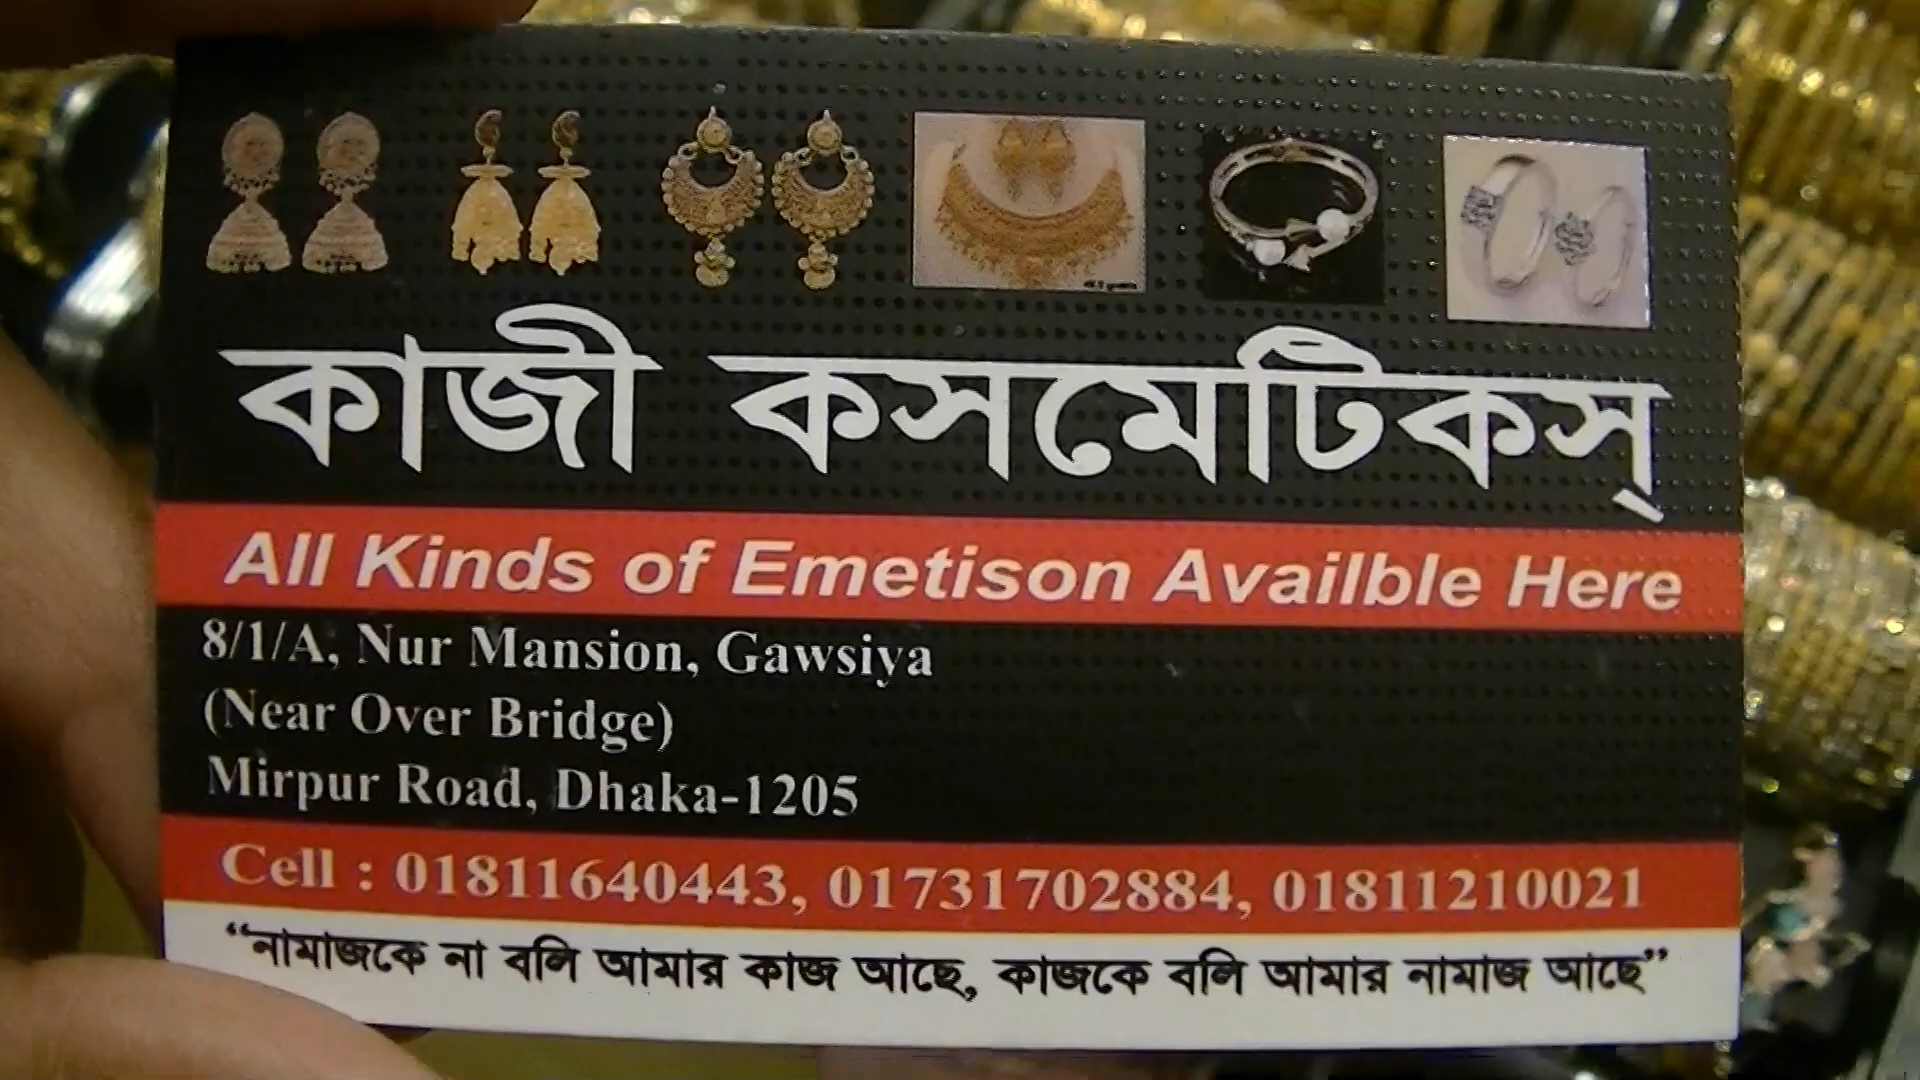 কাজী কসমেটিকস্
All Kinds of Emetison Availble Here
8/1/A, Nur Mansion, Gawsiya
(Near Over Bridge)
Mirpur Road, Dhaka-1205
Cell : 01811640443, 01731702884, 01811210021
“নামাজকে না বলি আমার কাজ আছে, কাজকে বলি আমার নামাজ আছে”